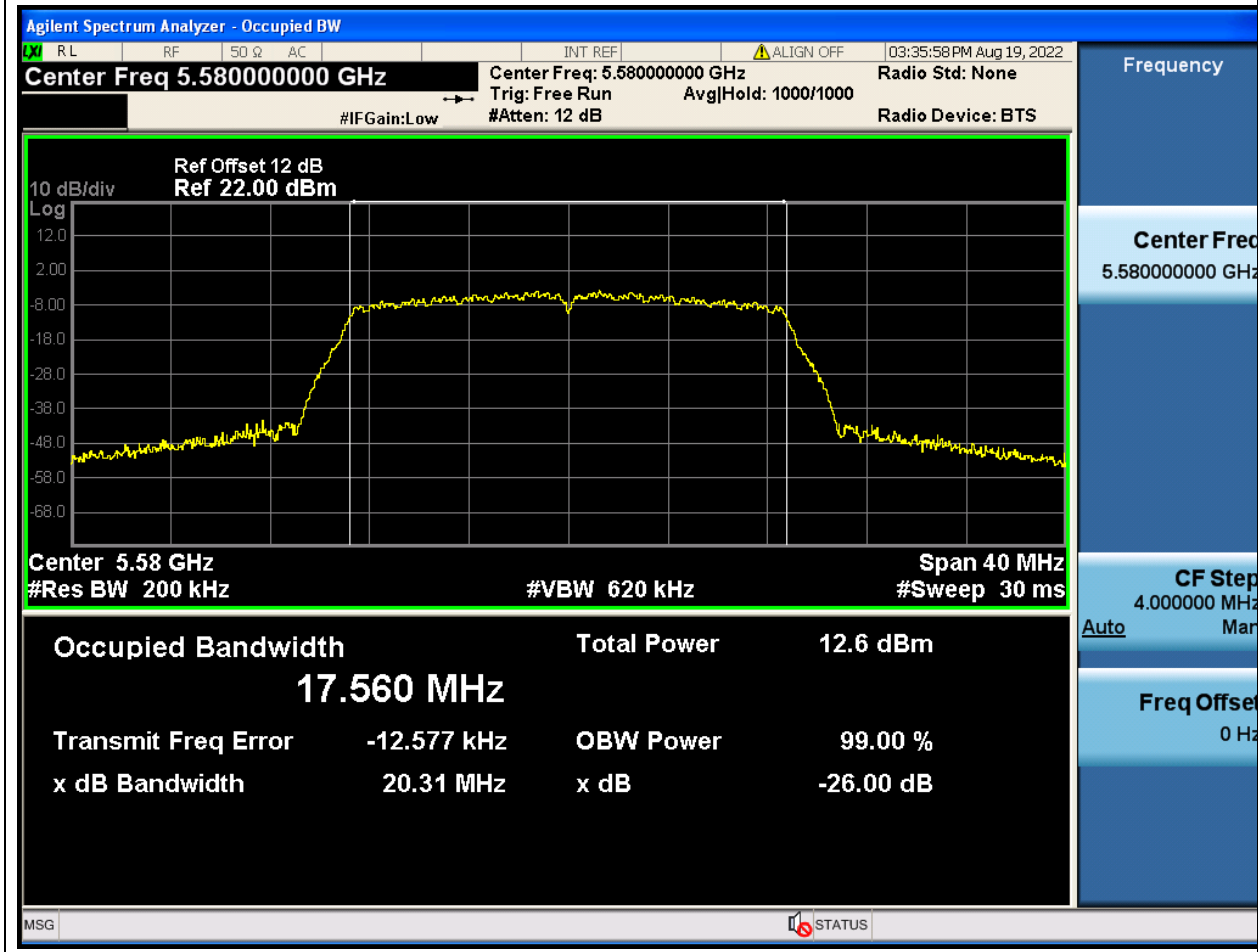 Agilent Spectrum Analyzer - Occupied BW
LXI RL RF 50 Ω AC INT REF ALIGN OFF 03:35:58 PM Aug 19, 2022
Center Freq 5.580000000 GHz
Center Freq: 5.580000000 GHz
Radio Std: None
Trig: Free Run Avg|Hold: 1000/1000
#IFGain:Low
#Atten: 12 dB
Radio Device: BTS
Frequency
Ref Offset 12 dB
10 dB/div Ref 22.00 dBm
Log
12.0
2.00
-8.00
-18.0
-28.0
-38.0
-48.0
-58.0
-68.0
Center 5.58 GHz Span 40 MHz
#Res BW 200 kHz #VBW 620 kHz #Sweep 30 ms
Center Freq
5.580000000 GHz
CF Step
4.000000 MHz
Auto Man
Freq Offset
0 Hz
Occupied Bandwidth Total Power 12.6 dBm
17.560 MHz
Transmit Freq Error -12.577 kHz OBW Power 99.00 %
x dB Bandwidth 20.31 MHz x dB -26.00 dB
MSG STATUS